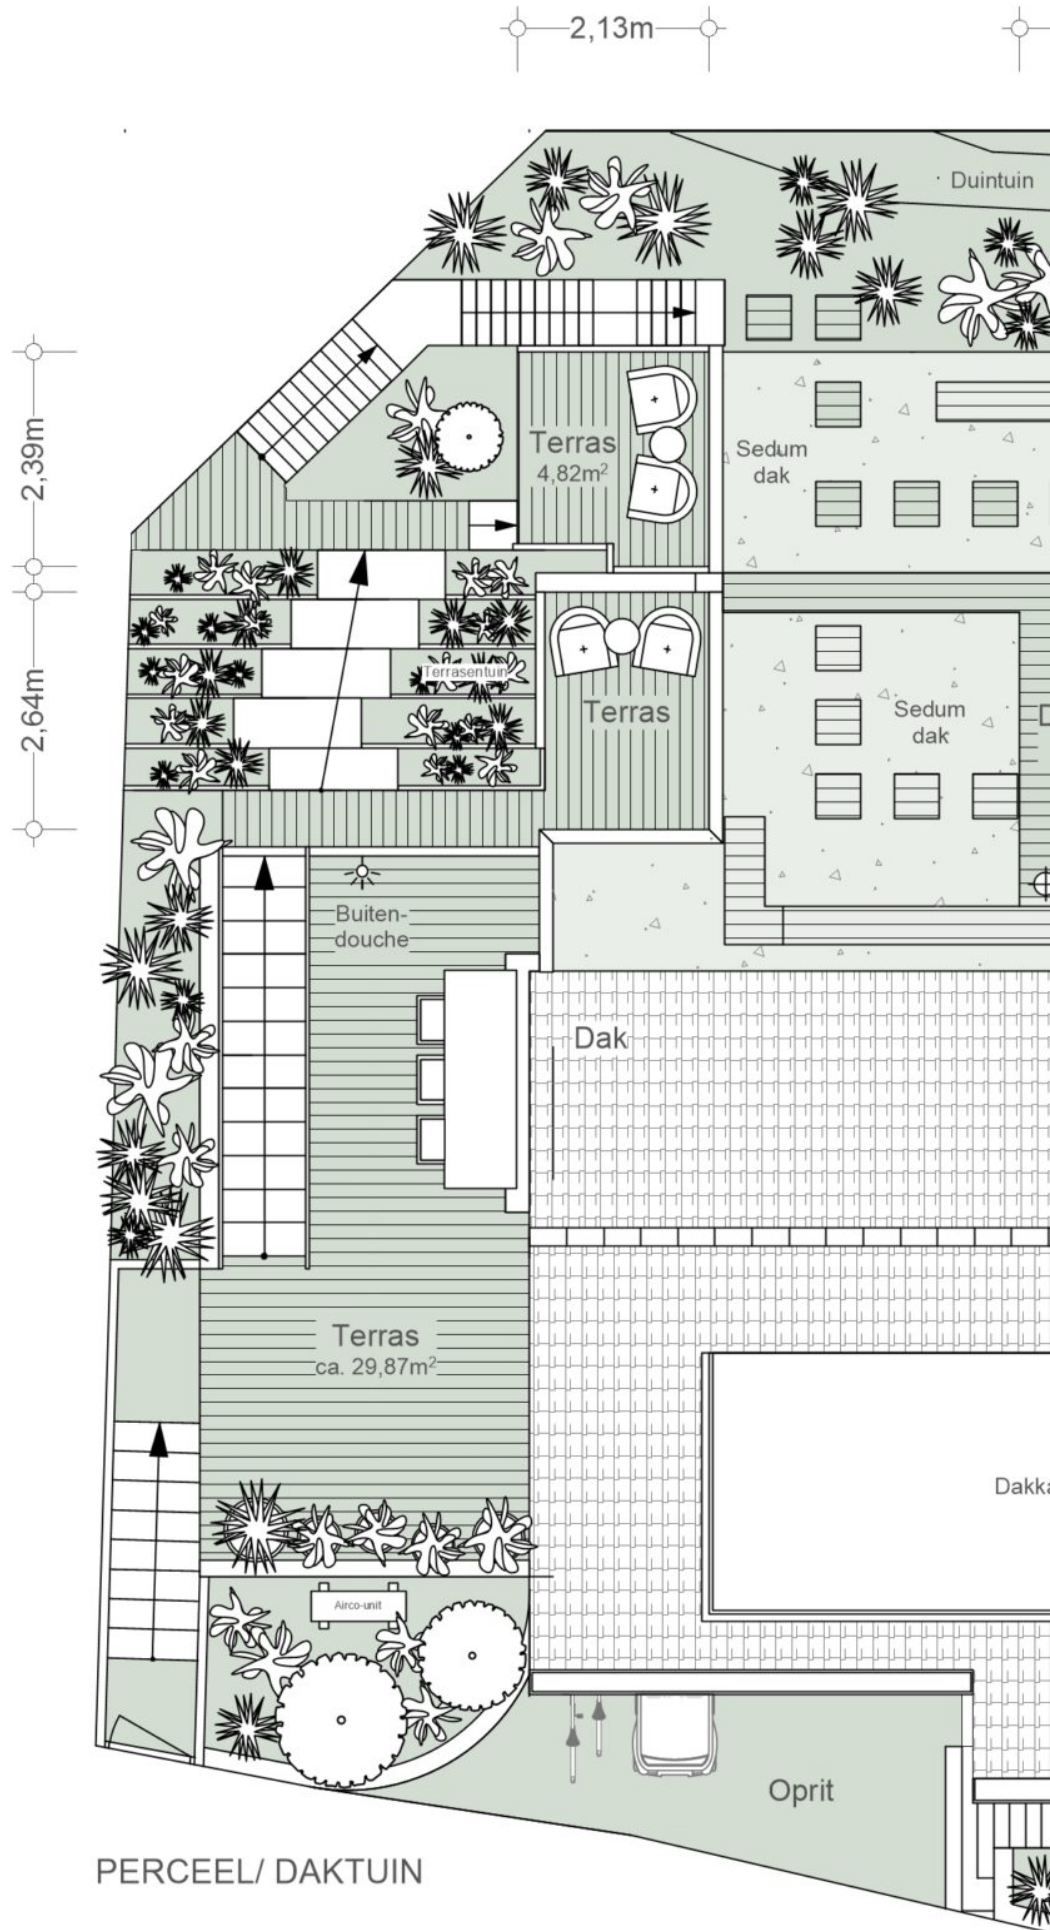 2,13m
Duintuin
2,39m
Terras
4,82m²
Sedum
dak
2,64m
Terrasentuin
Terras
Sedum
dak
Buiten-
douche
Dak
Terras
ca. 29,87m²
Airco-unit
Oprit
PERCEEL/ DAKTUIN